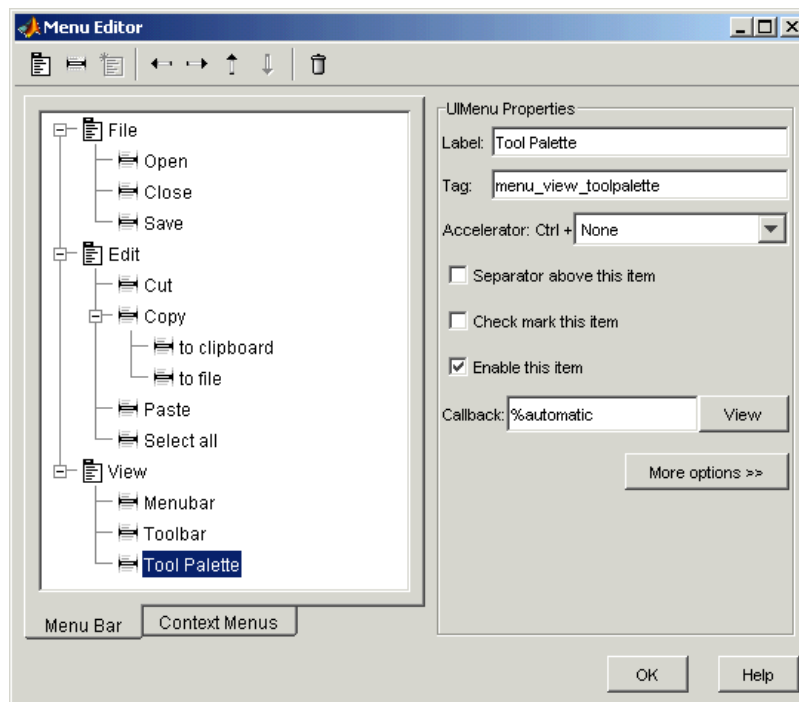 Menu Editor
File
Open
Close
Save
Edit
Cut
Copy
to clipboard
to file
Paste
Select all
View
Menubar
Toolbar
Tool Palette
Menu Bar
Context Menus
UIMenu Properties
Label: Tool Palette
Tag: menu_view_toolpalette
Accelerator: Ctrl + None
Separator above this item
Check mark this item
Enable this item
Callback: %automatic View
More options >>
OK Help